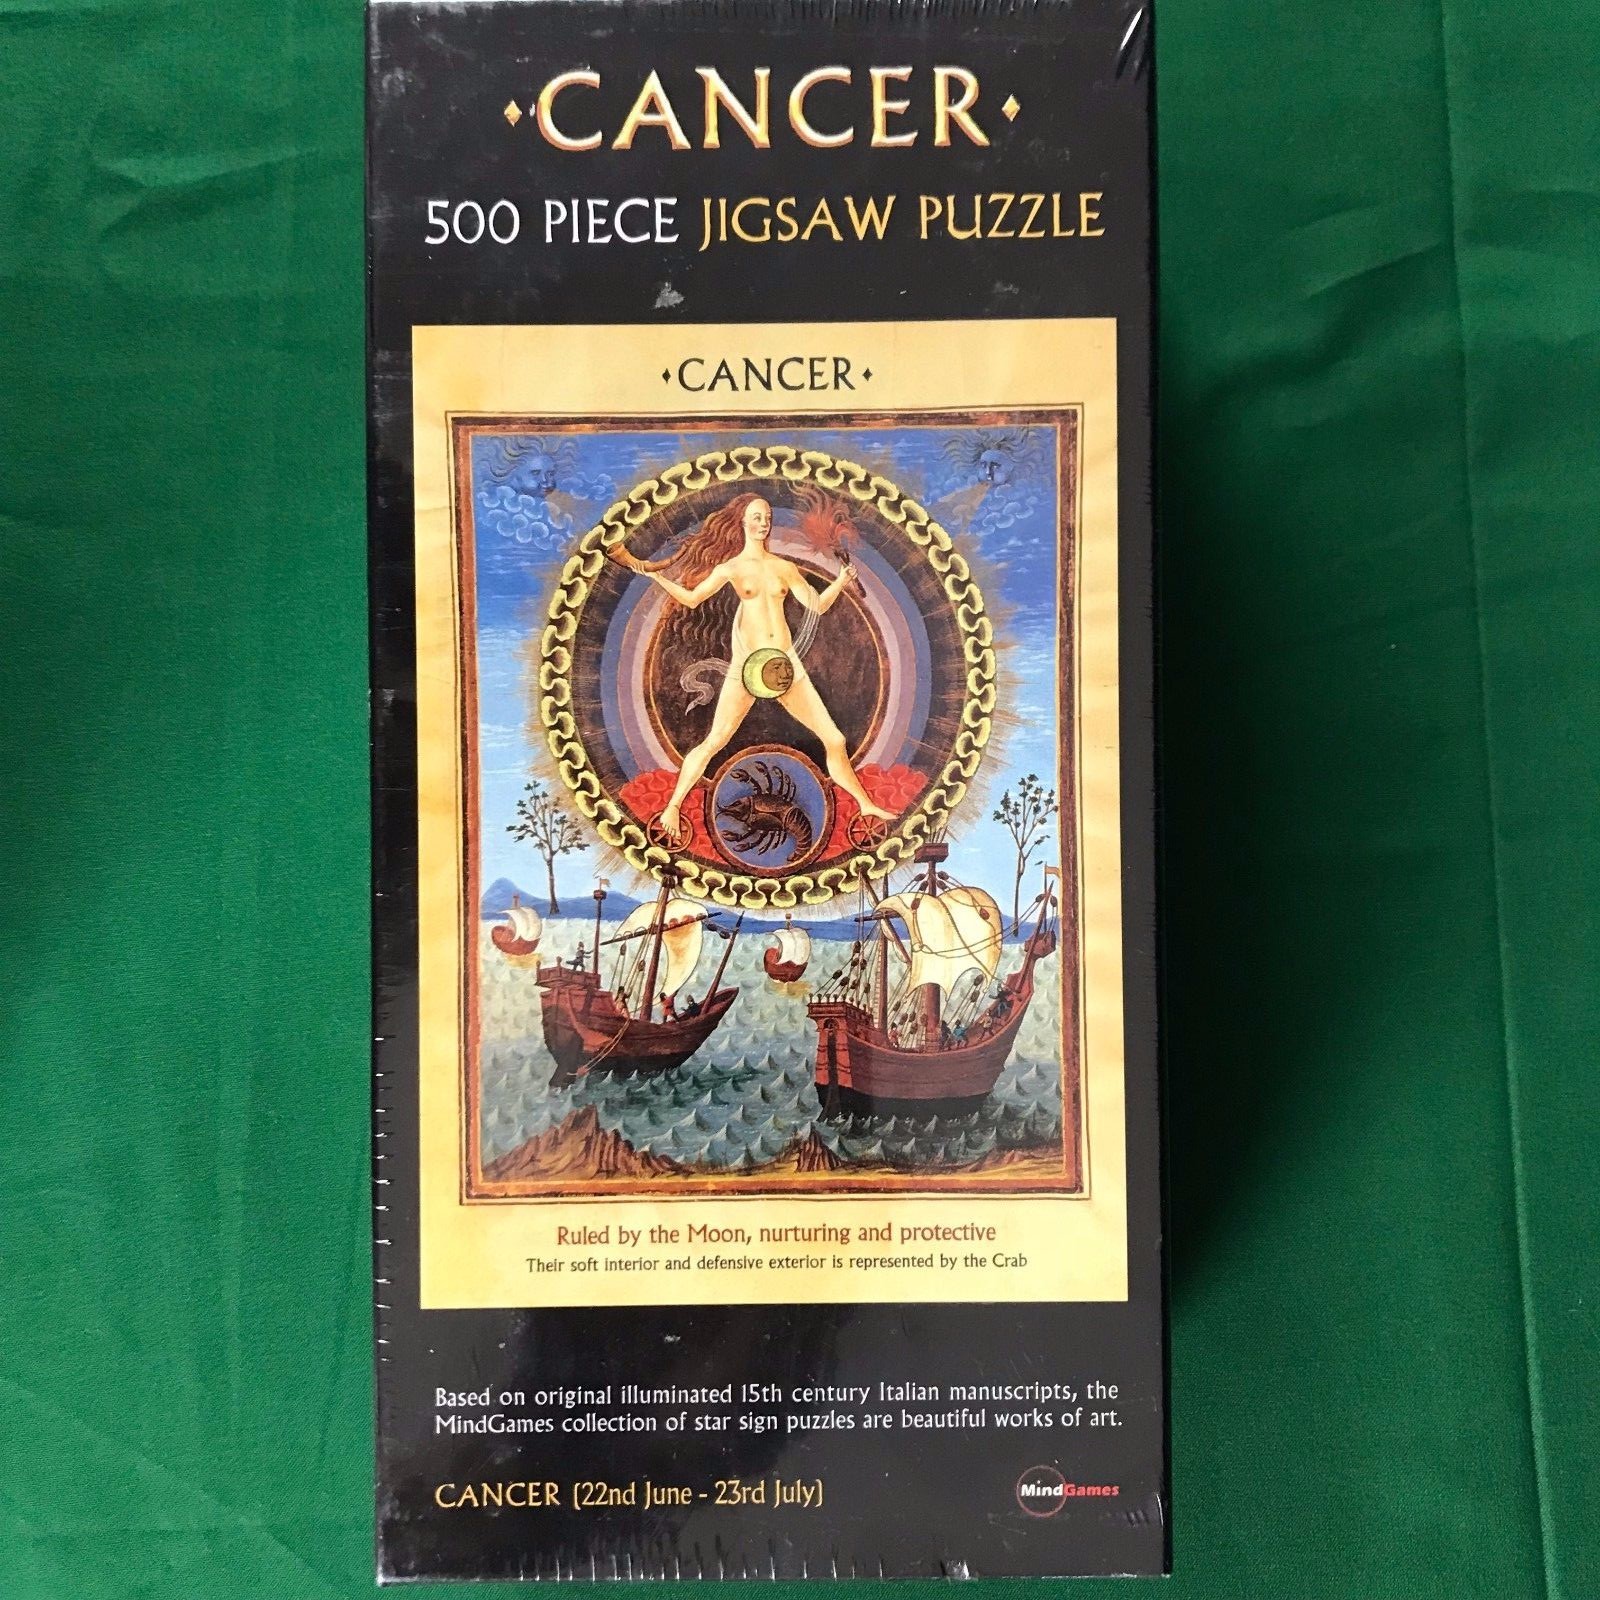 ·CANCER·
500 PIECE JIGSAW PUZZLE
·CANCER·
Ruled by the Moon, nurturing and protective
Their soft interior and defensive exterior is represented by the Crab
Based on original illuminated 15th century Italian manuscripts, the
MindGames collection of star sign puzzles are beautiful works of art.
CANCER (22nd June - 23rd July)
MindGames